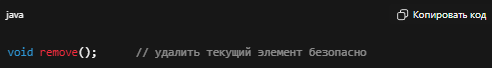 java
Копировать код
void remove();      // удалить текущий элемент безопасно